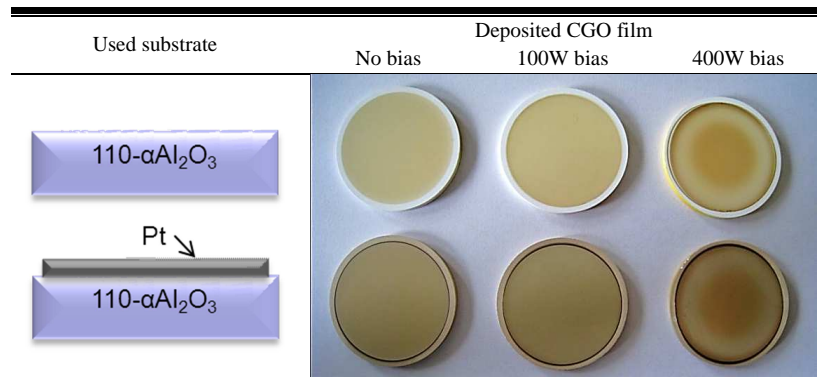 Used substrate
Deposited CGO film
No bias 100W bias 400W bias
110-αAl₂O₃
Pt
110-αAl₂O₃